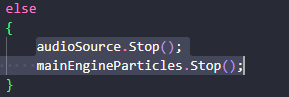 else
{
audioSource.Stop();
mainEngineParticles.Stop();
}